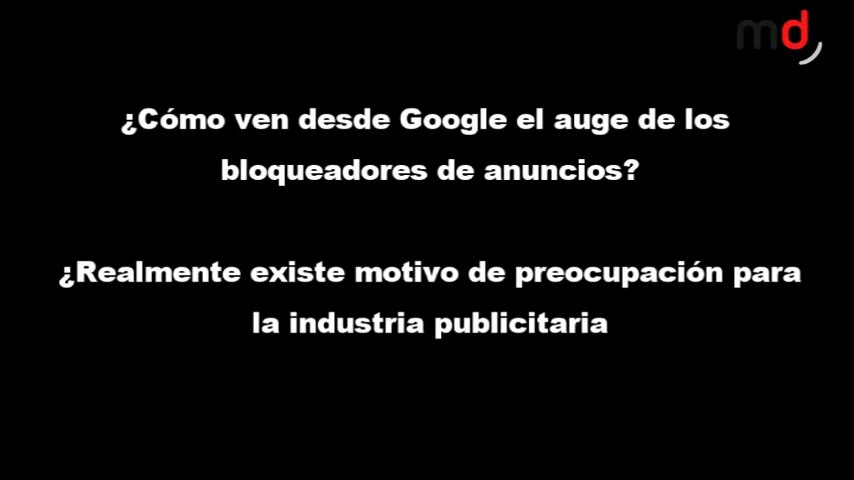 md
¿Cómo ven desde Google el auge de los
bloqueadores de anuncios?
¿Realmente existe motivo de preocupación para
la industria publicitaria